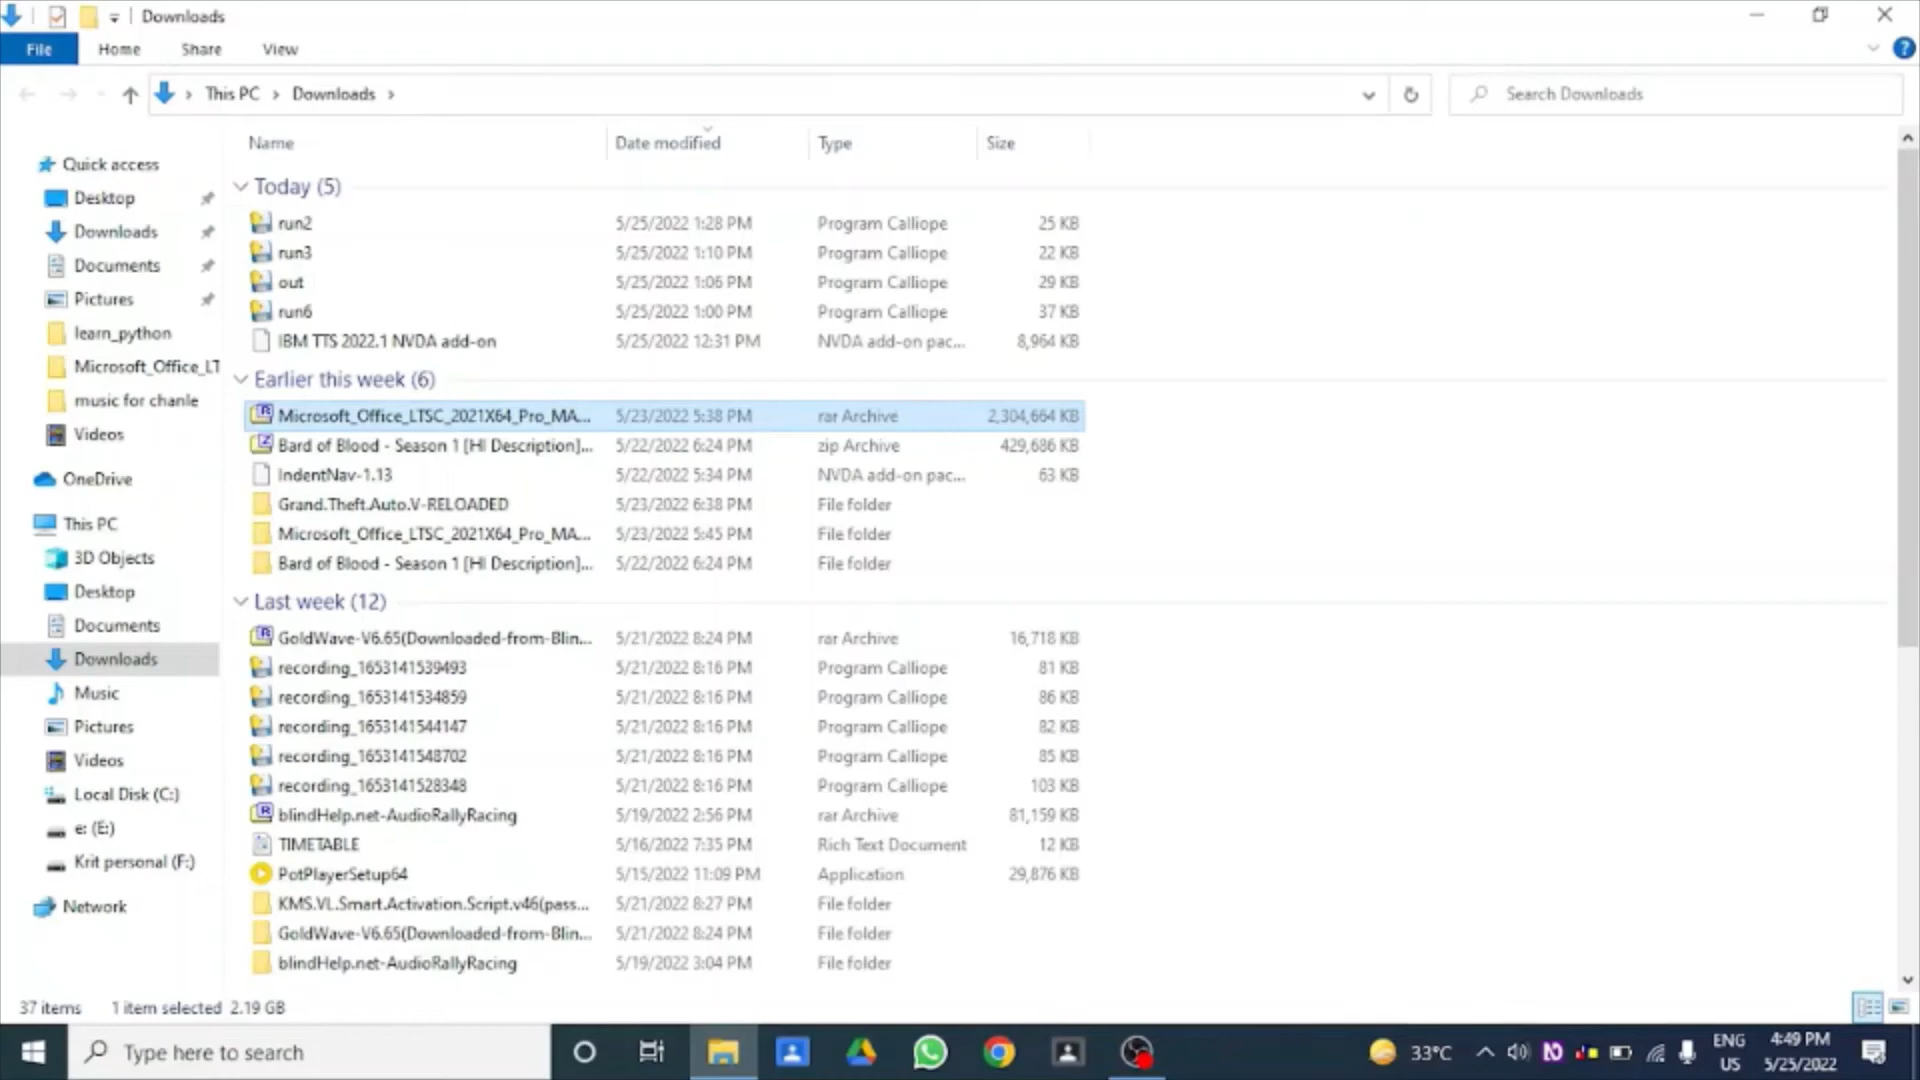 Downloads
File Home Share View
This PC Downloads Search Downloads
Name Date modified Type Size
Quick access
Desktop
Downloads
Documents
Pictures
learn_python
Microsoft_Office_LT
music for chanle
Videos
OneDrive
This PC
3D Objects
Desktop
Documents
Downloads
Music
Pictures
Videos
Local Disk (C:)
e: (E:)
Krit personal (F:)
Network
Today (5)
run2 5/25/2022 1:28 PM Program Calliope 25 KB
run3 5/25/2022 1:10 PM Program Calliope 22 KB
out 5/25/2022 1:06 PM Program Calliope 29 KB
run6 5/25/2022 1:00 PM Program Calliope 37 KB
IBM TTS 2022.1 NVDA add-on 5/25/2022 12:31 PM NVDA add-on pac... 8,964 KB
Earlier this week (6)
Microsoft_Office_LTSC_2021X64_Pro_MA... 5/23/2022 5:38 PM rar Archive 2,304,664 KB
Bard of Blood - Season 1 [HI Description]... 5/22/2022 6:24 PM zip Archive 429,686 KB
IndentNav-1.13 5/22/2022 5:34 PM NVDA add-on pac... 63 KB
Grand.Theft.Auto.V-RELOADED 5/23/2022 6:38 PM File folder
Microsoft_Office_LTSC_2021X64_Pro_MA... 5/23/2022 5:45 PM File folder
Bard of Blood - Season 1 [HI Description]... 5/22/2022 6:24 PM File folder
Last week (12)
GoldWave-V6.65(Downloaded-from-Blin... 5/21/2022 8:24 PM rar Archive 16,718 KB
recording_1653141539493 5/21/2022 8:16 PM Program Calliope 81 KB
recording_1653141534859 5/21/2022 8:16 PM Program Calliope 86 KB
recording_1653141544147 5/21/2022 8:16 PM Program Calliope 82 KB
recording_1653141548702 5/21/2022 8:16 PM Program Calliope 85 KB
recording_1653141528348 5/21/2022 8:16 PM Program Calliope 103 KB
blindHelp.net-AudioRallyRacing 5/19/2022 2:56 PM rar Archive 81,159 KB
TIMETABLE 5/16/2022 7:35 PM Rich Text Document 12 KB
PotPlayerSetup64 5/15/2022 11:09 PM Application 29,876 KB
KMS.VL.Smart.Activation.Script.v46(pass... 5/21/2022 8:27 PM File folder
GoldWave-V6.65(Downloaded-from-Blin... 5/21/2022 8:24 PM File folder
blindHelp.net-AudioRallyRacing 5/19/2022 3:04 PM File folder
37 items 1 item selected 2.19 GB
Type here to search
33°C
ENG
US
4:49 PM
5/25/2022